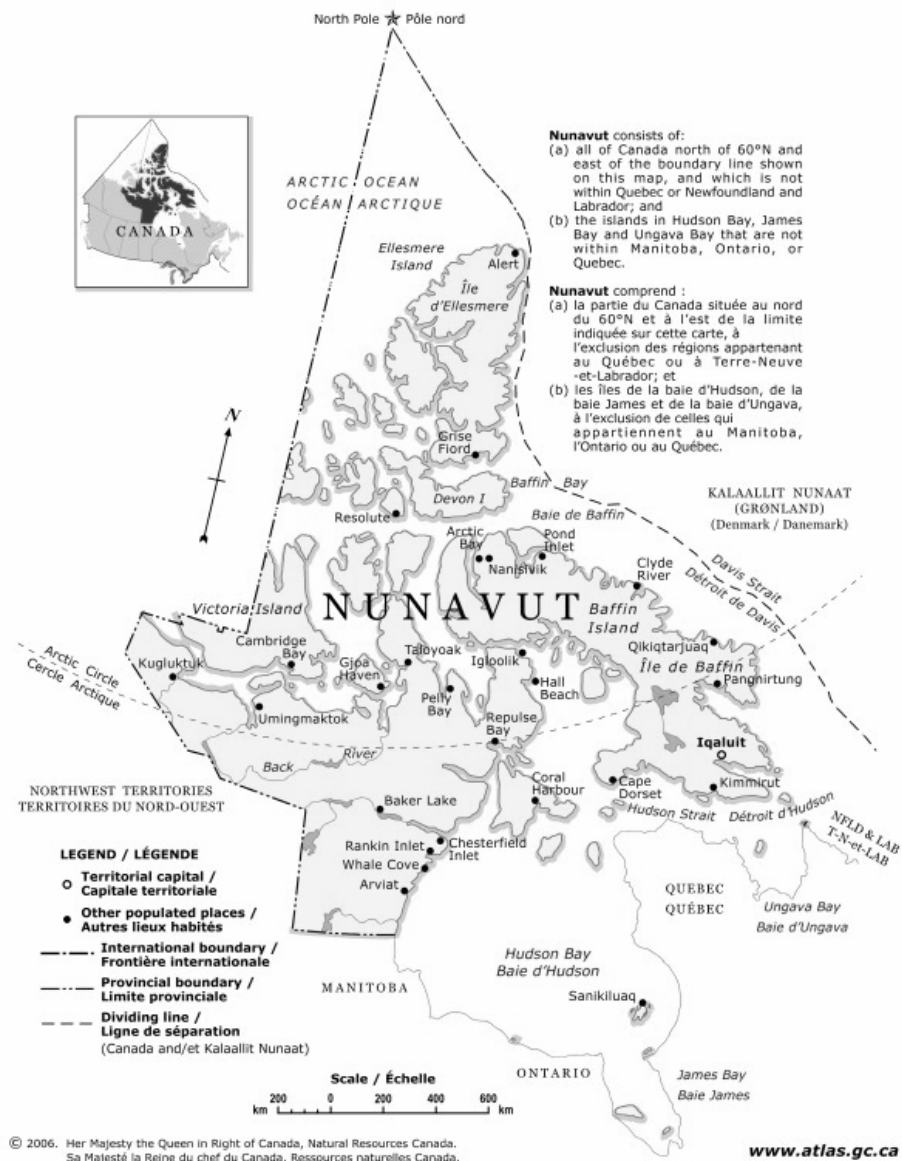 North Pole Pôle nord
CANADA
ARCTIC OCEAN
OCÉAN ARCTIQUE
Nunavut consists of:
(a) all of Canada north of 60°N and
east of the boundary line shown
on this map, and which is not
within Quebec or Newfoundland and
Labrador; and
(b) the islands in Hudson Bay, James
Bay and Ungava Bay that are not
within Manitoba, Ontario, or
Quebec.
Nunavut comprend :
(a) la partie du Canada située au nord
du 60°N et à l'est de la limite
indiquée sur cette carte, à
l'exclusion des régions appartenant
au Québec ou à Terre-Neuve
-et-Labrador; et
(b) les îles de la baie d'Hudson, de la
baie James et de la baie d'Ungava,
à l'exclusion de celles qui
appartiennent au Manitoba,
l'Ontario ou au Québec.
Ellesmere
Island
Alert
Île
d'Ellesmere
N
Grise
Fiord
Devon I
Baffin Bay
Baie de Baffin
KALAALLIT NUNAAT
(GRØNLAND)
(Denmark / Danemark)
Resolute
Arctic
Bay
Nanisivik
Pond
Inlet
Clyde
River
Davis Strait
Détroit de Davis
Victoria Island
NUNAVUT
Baffin
Island
Île de Baffin
Arctic Circle
Cercle Arctique
Kugluktuk
Cambridge
Bay
Gjoa
Haven
Taloyoak
Igloolik
Qikiqtarjuaq
Pangnirtung
Umingmaktok
Pelly
Bay
Hall
Beach
Repulse
Bay
Iqaluit
Back River
NORTHWEST TERRITORIES
TERRITOIRES DU NORD-OUEST
Baker Lake
Coral
Harbour
Cape
Dorset
Kimmirut
Hudson Strait Détroit d'Hudson
NFLD & LAB
T-N-et-LAB
Rankin Inlet
Chesterfield
Inlet
Whale Cove
Arviat
QUEBEC
QUÉBEC
Ungava Bay
Baie d'Ungava
LEGEND / LÉGENDE
Territorial capital /
Capitale territoriale
Other populated places /
Autres lieux habités
International boundary /
Frontière internationale
Provincial boundary /
Limite provinciale
Dividing line /
Ligne de séparation
(Canada and/et Kalaallit Nunaat)
MANITOBA
Hudson Bay
Baie d'Hudson
Sanikiluaq
ONTARIO
James Bay
Baie James
Scale / Échelle
200 0 200 400 600
km km
© 2006. Her Majesty the Queen in Right of Canada, Natural Resources Canada.
Sa Majesté la Reine du chef du Canada, Ressources naturelles Canada.
www.atlas.gc.ca